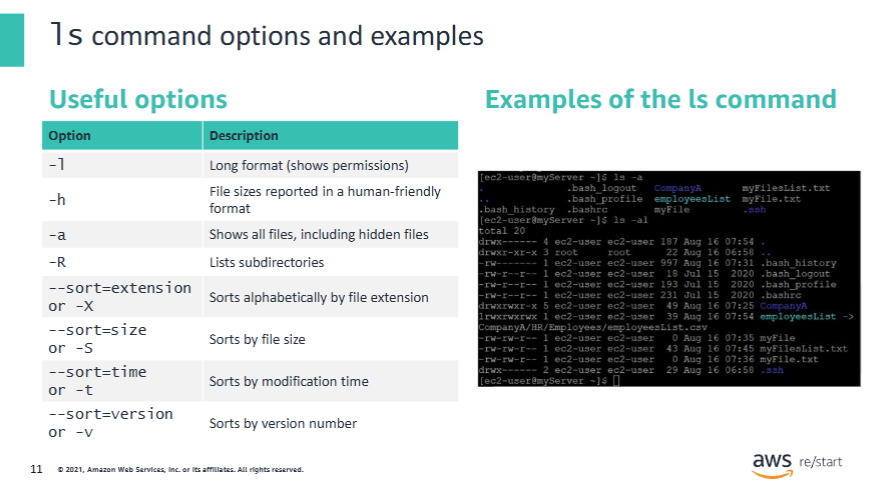 ls command options and examples
Useful options
Option Description
-l Long format (shows permissions)
-h File sizes reported in a human-friendly
format
-a Shows all files, including hidden files
-R Lists subdirectories
--sort=extension
or -X Sorts alphabetically by file extension
--sort=size
or -S Sorts by file size
--sort=time
or -t Sorts by modification time
--sort=version
or -v Sorts by version number
Examples of the ls command
[ec2-user@myServer ~]$ ls -a
. .bash_logout CompanyA myFilesList.txt
.. .bash_profile employeesList myFile.txt
.bash_history .bashrc myFile .ssh
[ec2-user@myServer ~]$ ls -al
total 20
drwx------ 4 ec2-user ec2-user 187 Aug 16 07:54 .
drwxr-xr-x 3 root root 22 Aug 16 06:58 ..
-rw------- 1 ec2-user ec2-user 997 Aug 16 07:31 .bash_history
-rw-r--r-- 1 ec2-user ec2-user 18 Jul 15 2020 .bash_logout
-rw-r--r-- 1 ec2-user ec2-user 193 Jul 15 2020 .bash_profile
-rw-r--r-- 1 ec2-user ec2-user 231 Jul 15 2020 .bashrc
drwxrwxr-x 5 ec2-user ec2-user 49 Aug 16 07:25 CompanyA
lrwxrwxrwx 1 ec2-user ec2-user 39 Aug 16 07:54 employeesList ->
CompanyA/HR/Employees/employeesList.csv
-rw-rw-r-- 1 ec2-user ec2-user 0 Aug 16 07:35 myFile
-rw-rw-r-- 1 ec2-user ec2-user 43 Aug 16 07:45 myFilesList.txt
-rw-rw-r-- 1 ec2-user ec2-user 0 Aug 16 07:36 myFile.txt
drwx------ 2 ec2-user ec2-user 29 Aug 16 06:58 .ssh
[ec2-user@myServer ~]$
11 © 2021, Amazon Web Services, Inc. or its affiliates. All rights reserved.
aws re/start